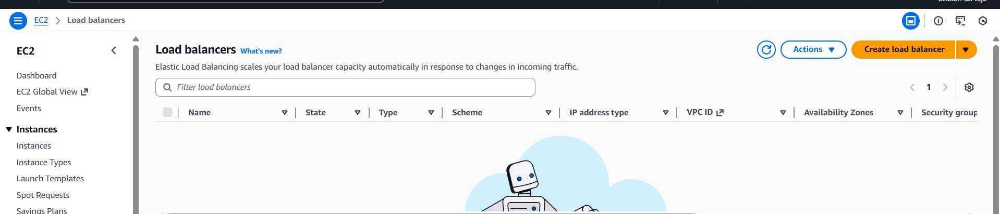 EC2 Load balancers
EC2
Dashboard
EC2 Global View
Events
Instances
Instances
Instance Types
Launch Templates
Spot Requests
Savings Plans
Load balancers What's new?
Actions
Create load balancer
Elastic Load Balancing scales your load balancer capacity automatically in response to changes in incoming traffic.
Filter load balancers
1
Name State Type Scheme IP address type VPC ID Availability Zones Security group